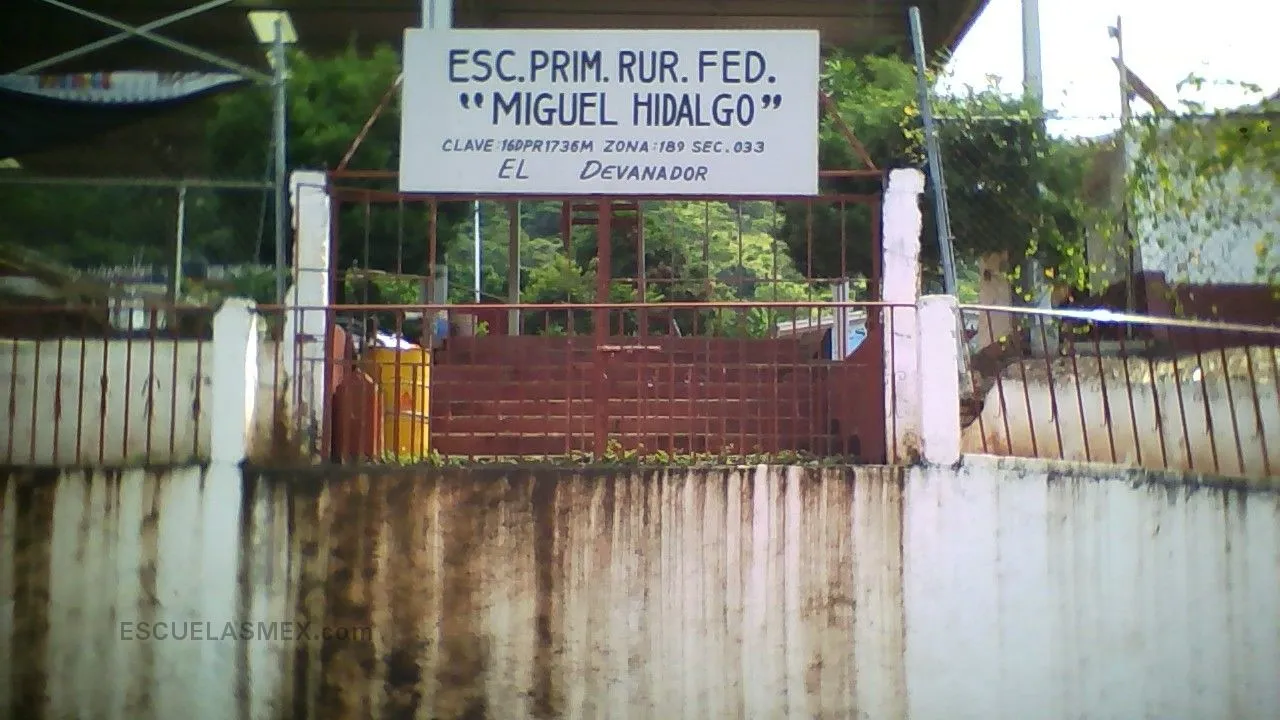 ESC. PRIM. RUR. FED.
“MIGUEL HIDALGO”
CLAVE:16DPR1736M ZONA:189 SEC. 033
EL DEVANADOR
ESCUELASMEX.com